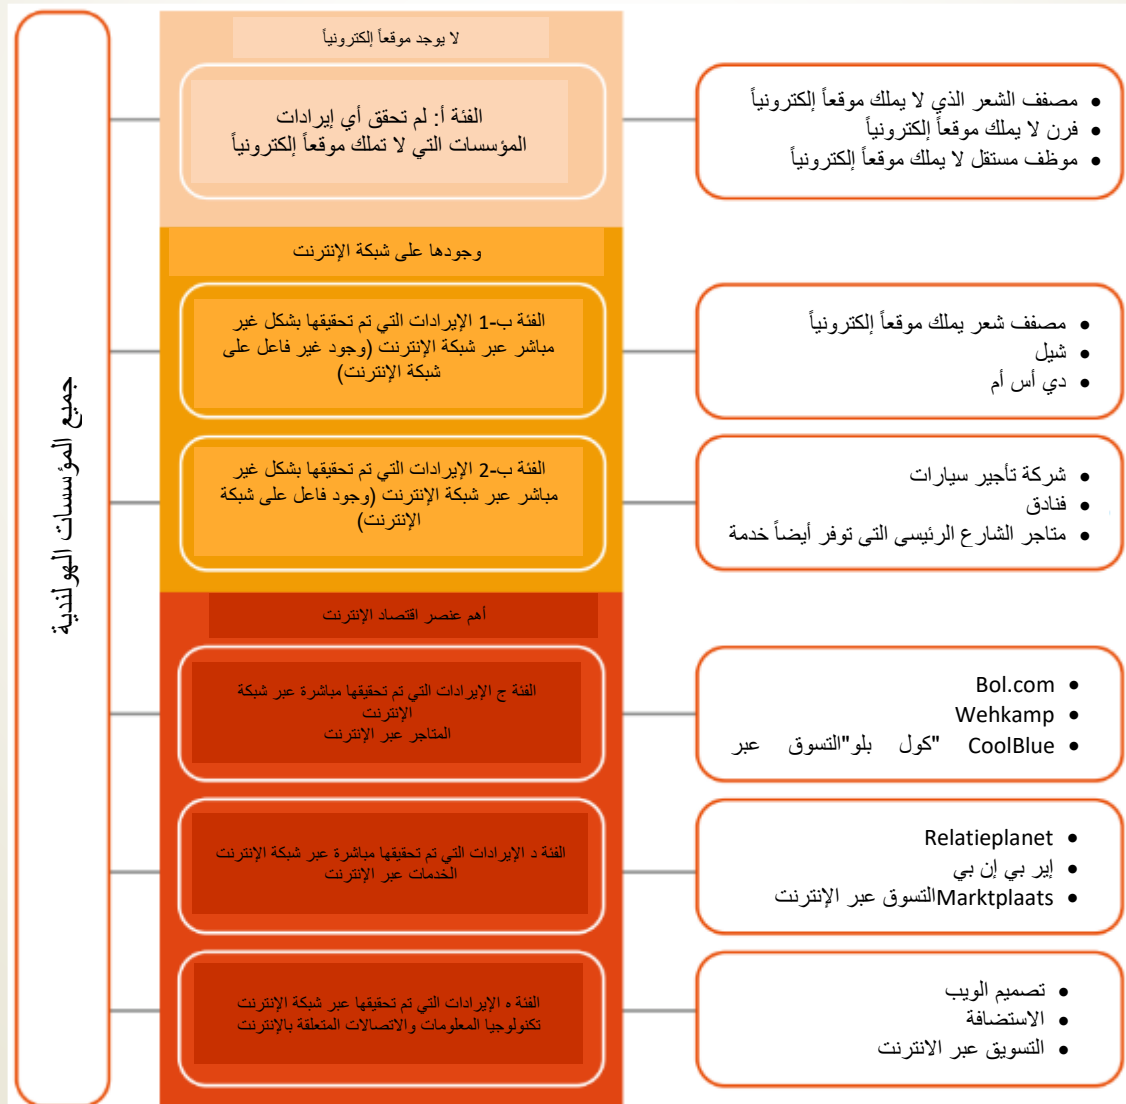 جميع المؤسسات الهولندية
لا يوجد موقعاً إلكترونياً
الفئة أ: لم تحقق أي إيرادات
المؤسسات التي لا تملك موقعاً إلكترونياً
• مصفف الشعر الذي لا يملك موقعاً إلكترونياً
• فرن لا يملك موقعاً إلكترونياً
• موظف مستقل لا يملك موقعاً إلكترونياً
وجودها على شبكة الإنترنت
الفئة ب-1 الإيرادات التي تم تحقيقها بشكل غير
مباشر عبر شبكة الإنترنت (وجود غير فاعل على
شبكة الإنترنت)
• مصفف شعر يملك موقعاً إلكترونياً
• شيل
• دي أس أم
الفئة ب-2 الإيرادات التي تم تحقيقها بشكل غير
مباشر عبر شبكة الإنترنت (وجود فاعل على شبكة
الإنترنت)
• شركة تأجير سيارات
• فنادق
• متاجر الشارع الرئيسي التي توفر أيضاً خدمة
أهم عنصر اقتصاد الإنترنت
الفئة ج الإيرادات التي تم تحقيقها مباشرة عبر شبكة
الإنترنت
المتاجر عبر الإنترنت
• Bol.com
• Wehkamp
• CoolBlue "كول بلو"التسوق عبر
الفئة د الإيرادات التي تم تحقيقها مباشرة عبر شبكة الإنترنت
الخدمات عبر الإنترنت
• Relatieplanet
• إير بي إن بي
• Marktplaatsالتسوق عبر الإنترنت
الفئة ه الإيرادات التي تم تحقيقها عبر شبكة الإنترنت
تكنولوجيا المعلومات والاتصالات المتعلقة بالإنترنت
• تصميم الويب
• الاستضافة
• التسويق عبر الانترنت